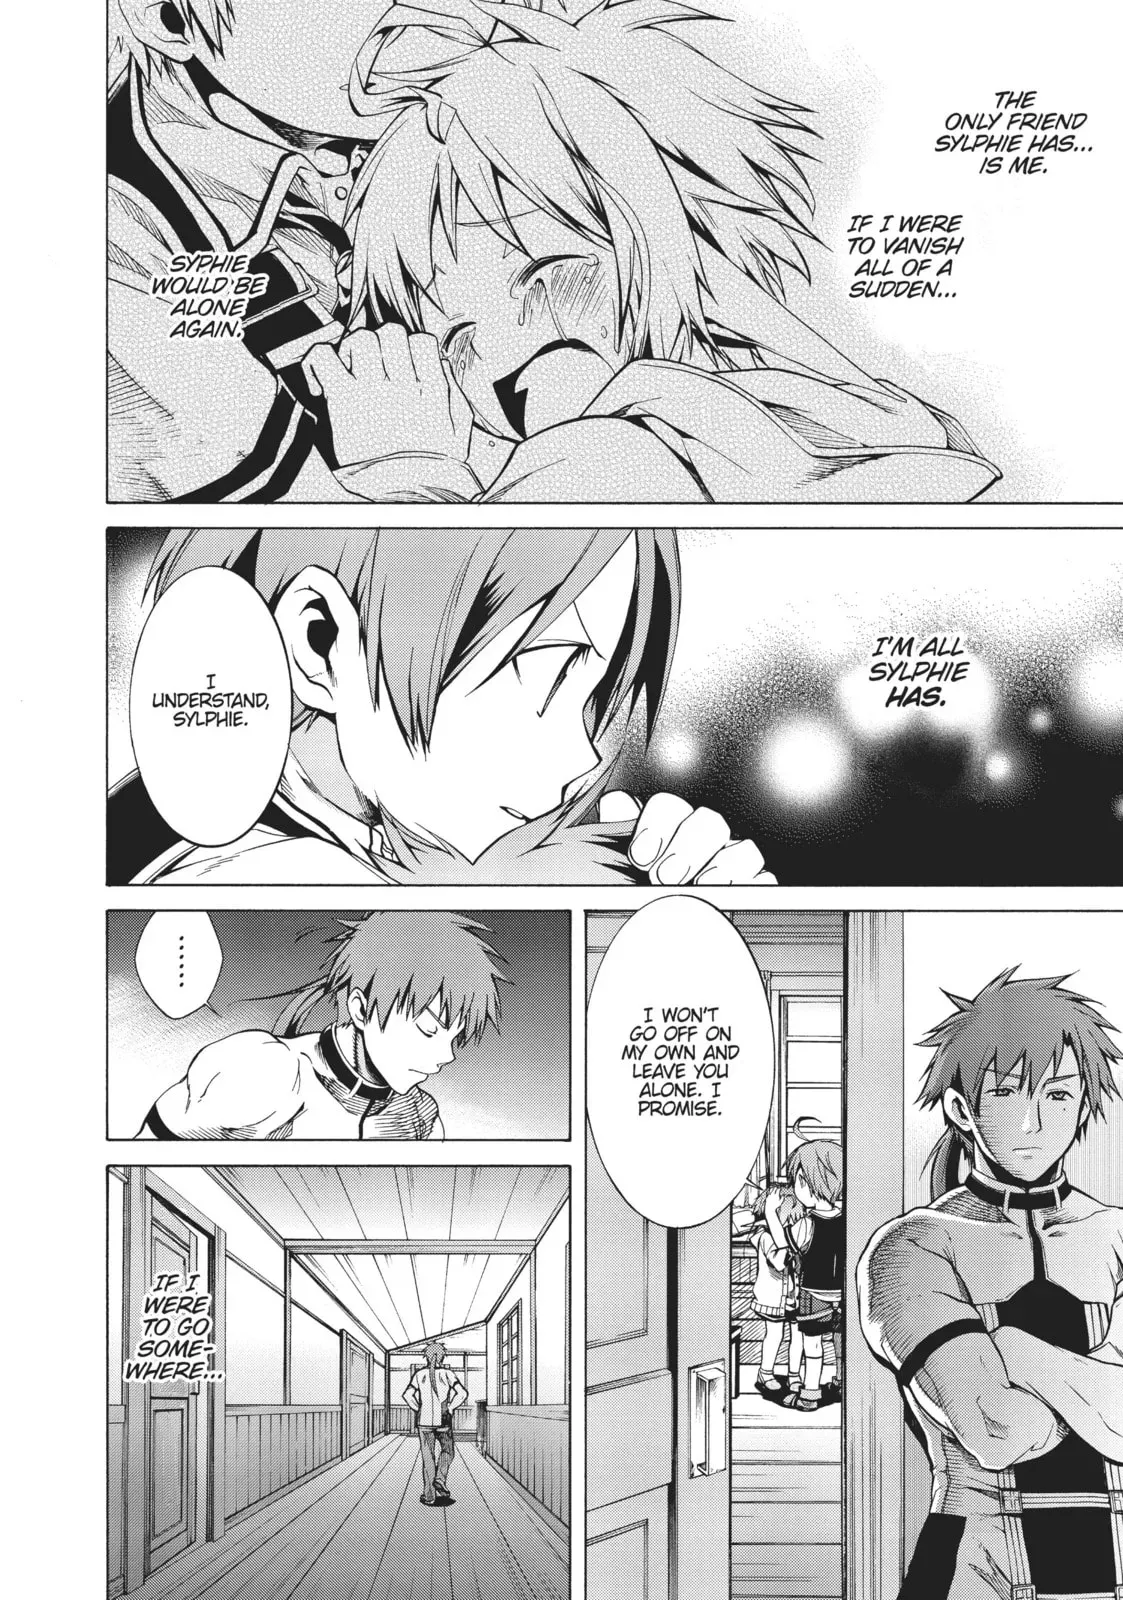 THE
ONLY FRIEND
SYLPHIE HAS...
IS ME.
IF I WERE
TO VANISH
ALL OF A
SUDDEN...
SYPHIE
WOULD BE
ALONE
AGAIN.
I'M ALL
SYLPHIE
HAS.
I
UNDERSTAND,
SYLPHIE.
I WON'T
GO OFF ON
MY OWN AND
LEAVE YOU
ALONE. I
PROMISE.
......
IF I
WERE
TO GO
SOME-
WHERE...